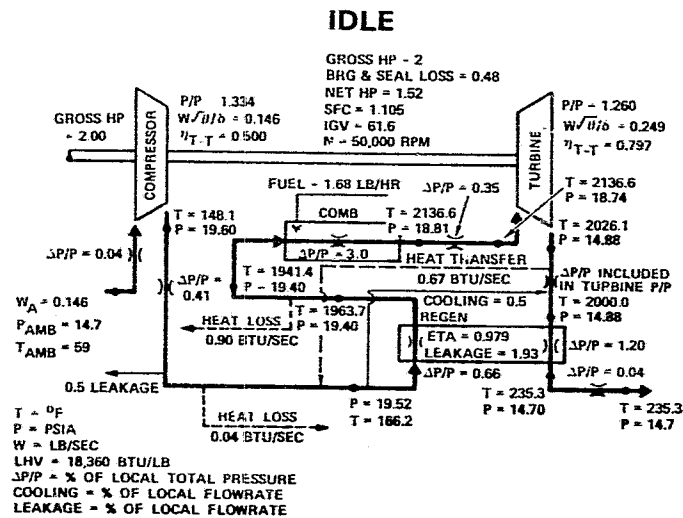 IDLE
GROSS HP - 2
BRG & SEAL LOSS = 0.48
NET HP = 1.52
SFC = 1.105
IGV = 61.6
N = 50,000 RPM
GROSS HP
= 2.00
COMPRESSOR
P/P = 1.334
W√θ/δ = 0.146
ηT-T = 0.500
TURBINE
P/P - 1.260
W√θ/δ = 0.249
ηT-T = 0.797
FUEL - 1.68 LB/HR
ΔP/P = 0.35
T = 2136.6
P = 18.74
COMB
T = 2136.6
P = 18.81
T = 148.1
P = 19.60
T = 2026.1
P = 14.88
ΔP/P = 0.04
ΔP/P = 3.0
HEAT TRANSFER
0.67 BTU/SEC
ΔP/P INCLUDED
IN TURBINE P/P
T = 1941.4
P - 19.40
ΔP/P =
0.41
COOLING = 0.5
T = 2000.0
P = 14.88
WA = 0.146
PAMB = 14.7
TAMB = 59
HEAT LOSS
0.90 BTU/SEC
T = 1963.7
P = 19.40
REGEN
ETA = 0.979
LEAKAGE = 1.93
ΔP/P = 1.20
0.5 LEAKAGE
ΔP/P = 0.66
ΔP/P = 0.04
HEAT LOSS
0.04 BTU/SEC
P = 19.52
T = 166.2
T = 235.3
P = 14.70
T = 235.3
P = 14.7
T = °F
P = PSIA
W = LB/SEC
LHV = 18,360 BTU/LB
ΔP/P = % OF LOCAL TOTAL PRESSURE
COOLING = % OF LOCAL FLOWRATE
LEAKAGE = % OF LOCAL FLOWRATE